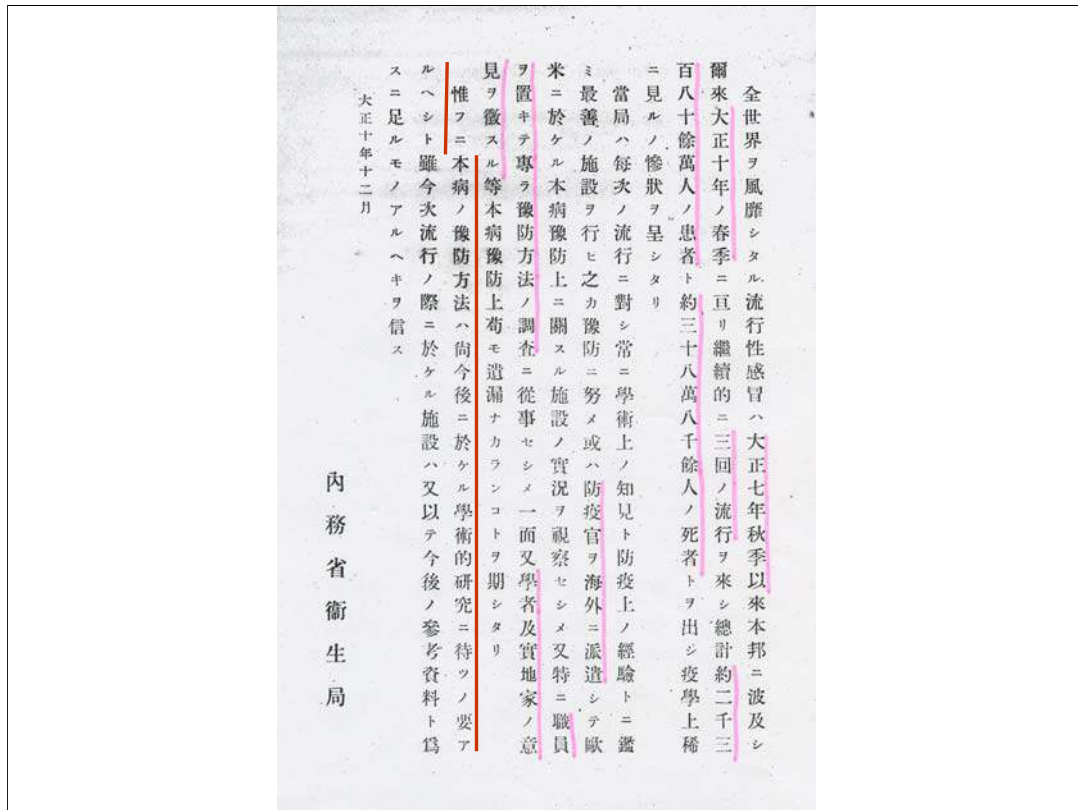 全世界ヲ風靡シタル流行性感冒ハ大正七年秋季以來本邦ニ波及シ
爾來大正十年ノ春季ニ亘リ繼續的ニ三回ノ流行ヲ來シ總計約二千三
百八十餘萬人ノ患者ト約三十八萬八千餘人ノ死者トヲ出シ疫學上稀
ニ見ルノ慘狀ヲ呈シタリ
當局ハ每次ノ流行ニ對シ常ニ學術上ノ知見ト防疫上ノ經驗トニ鑑
ミ最善ノ施設ヲ行ヒ之カ豫防ニ努メ或ハ防疫官ヲ海外ニ派遣シテ歐
米ニ於ケル本病豫防上ニ關スル施設ノ實況ヲ視察セシメ又特ニ職員
ヲ置キテ專ラ豫防方法ノ調査ニ從事セシメ一面又學者及實地家ノ意
見ヲ徵スル等本病豫防上苟モ遺漏ナカランコトヲ期シタリ
惟フニ本病ノ豫防方法ハ尙今後ニ於ケル學術的硏究ニ待ツノ要ア
ルヘシト雖今次流行ノ際ニ於ケル施設ハ又以テ今後ノ參考資料ト爲
スニ足ルモノアルヘキヲ信ス
大正十年十二月
內務省衞生局